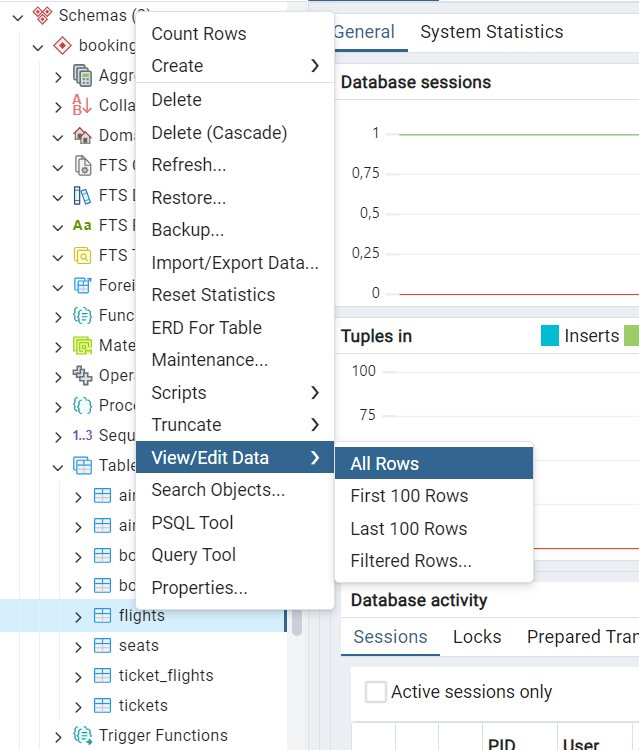 Schemas
booking
Aggr
Colla
Doma
FTS
FTS
FTS
FTS
Forei
Func
Mate
Opera
Proce
1..3 Sequ
Table
air
air
bo
bo
flights
seats
ticket_flights
tickets
Trigger Functions
Count Rows
Create
Delete
Delete (Cascade)
Refresh...
Restore...
Backup...
Import/Export Data...
Reset Statistics
ERD For Table
Maintenance...
Scripts
Truncate
View/Edit Data
Search Objects...
PSQL Tool
Query Tool
Properties...
All Rows
First 100 Rows
Last 100 Rows
Filtered Rows...
General System Statistics
Database sessions
1
0,75
0,5
0,25
0
Tuples in Inserts
100
75
Database activity
Sessions Locks Prepared Tran
Active sessions only
PID User